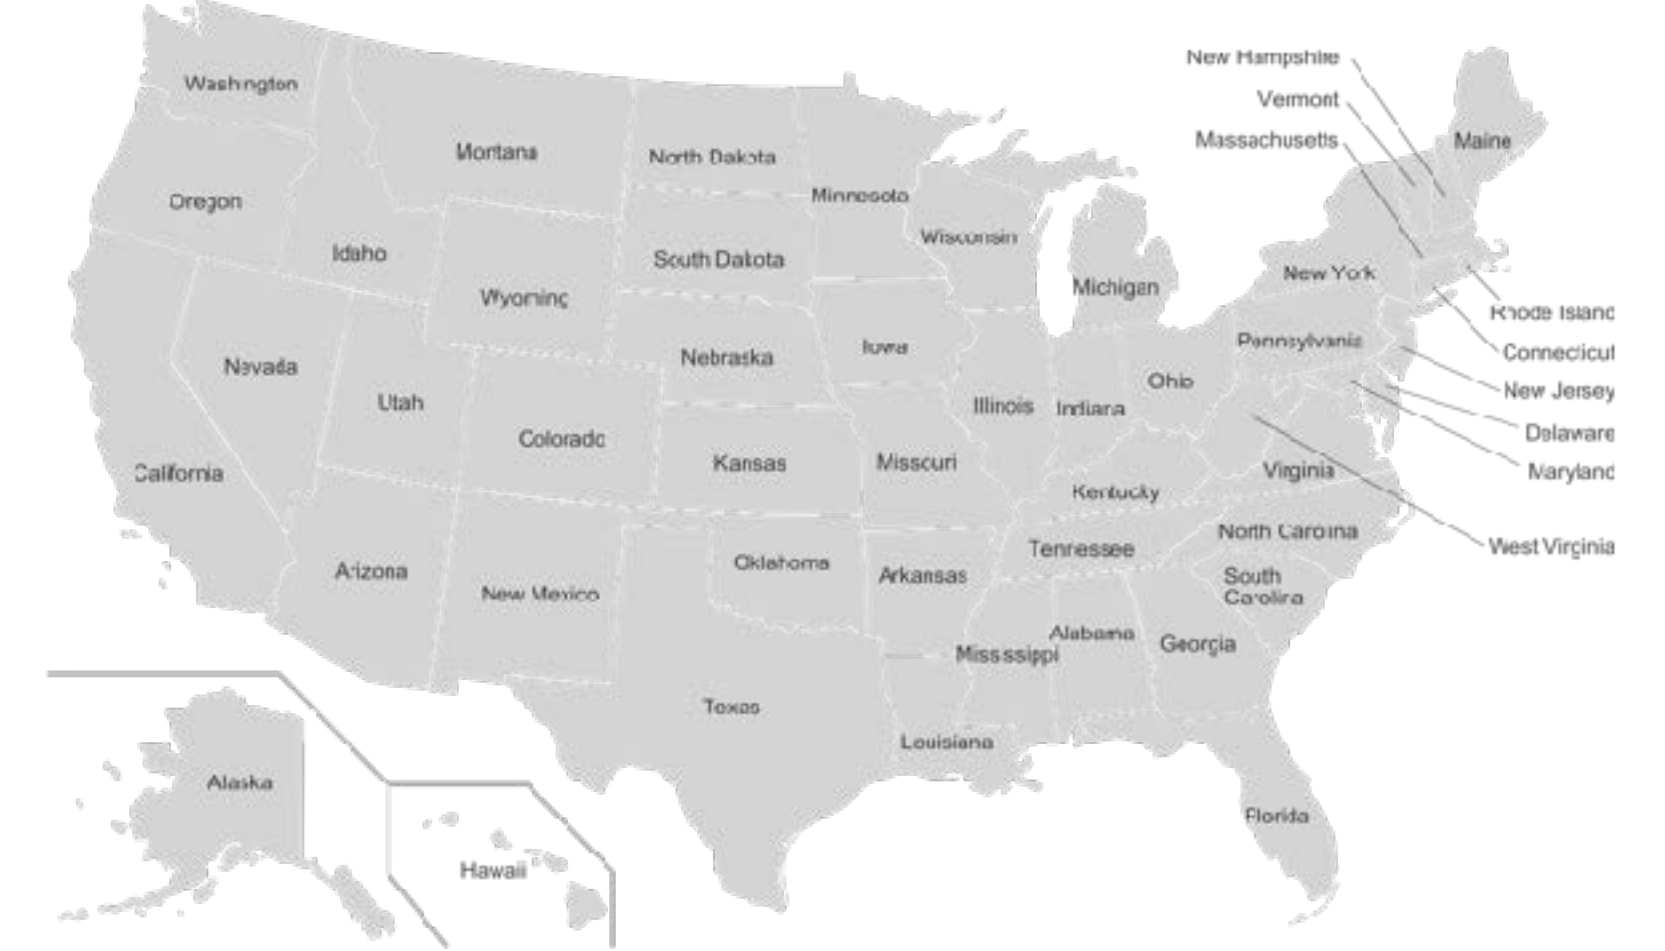 New Hampshire
Vermont
Massachusetts
Washington
Montana
North Dakota
Minnesota
Maine
Oregon
Idaho
South Dakota
Wisconsin
Michigan
New York
Wyoming
Rhode Island
Nevada
Utah
Nebraska
Iowa
Pennsylvania
Connecticut
New Jersey
Illinois
Indiana
Ohio
Delaware
Colorado
Kansas
Missouri
California
Kentucky
Virginia
Maryland
North Carolina
West Virginia
Tennessee
Arizona
New Mexico
Oklahoma
Arkansas
South
Carolina
Mississippi
Alabama
Georgia
Texas
Louisiana
Alaska
Hawaii
Florida